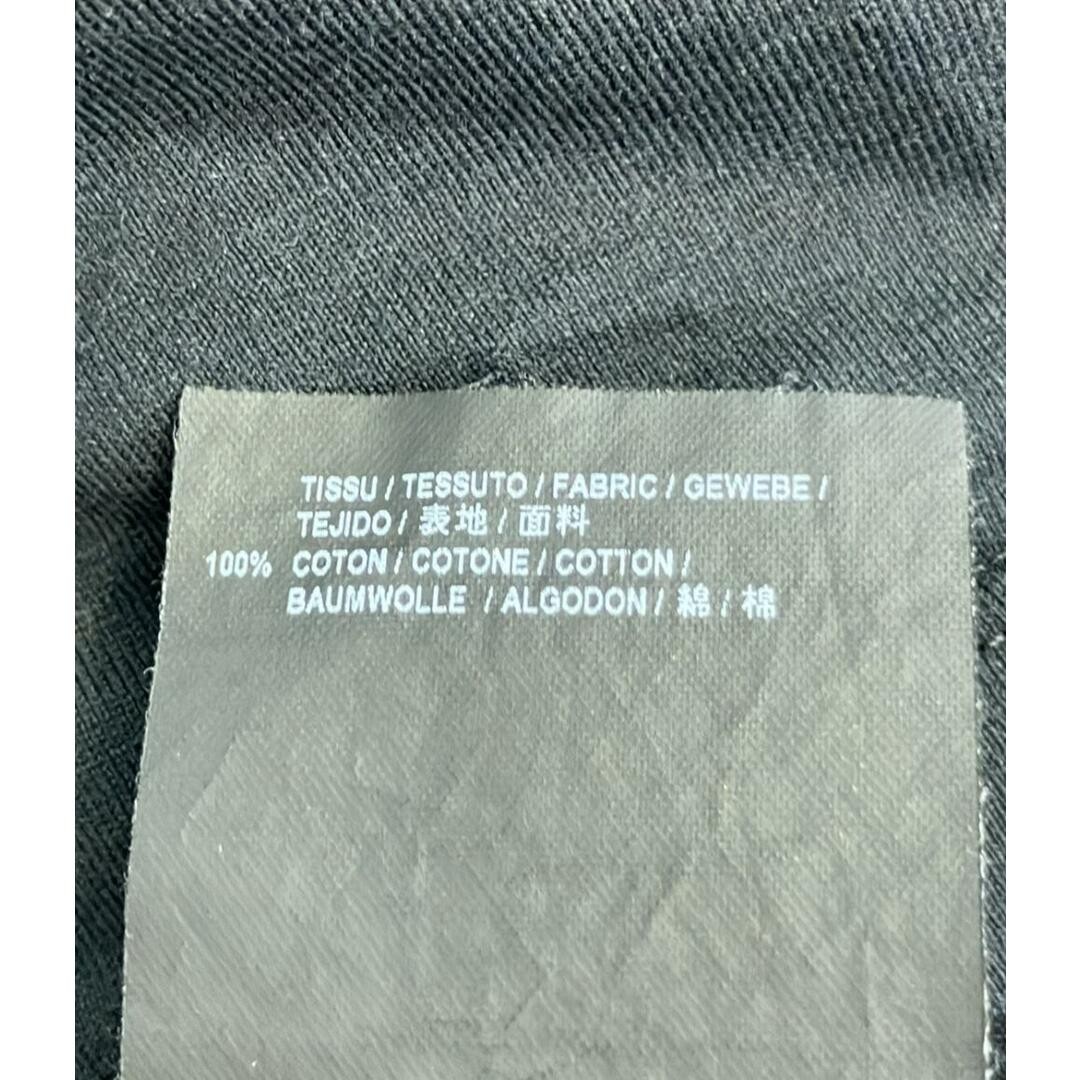 TISSU / TESSUTO / FABRIC / GEWEBE /
TEJIDO / 表地 / 面料
100% COTON / COTONE / COTTON /
BAUMWOLLE / ALGODON / 綿 / 棉